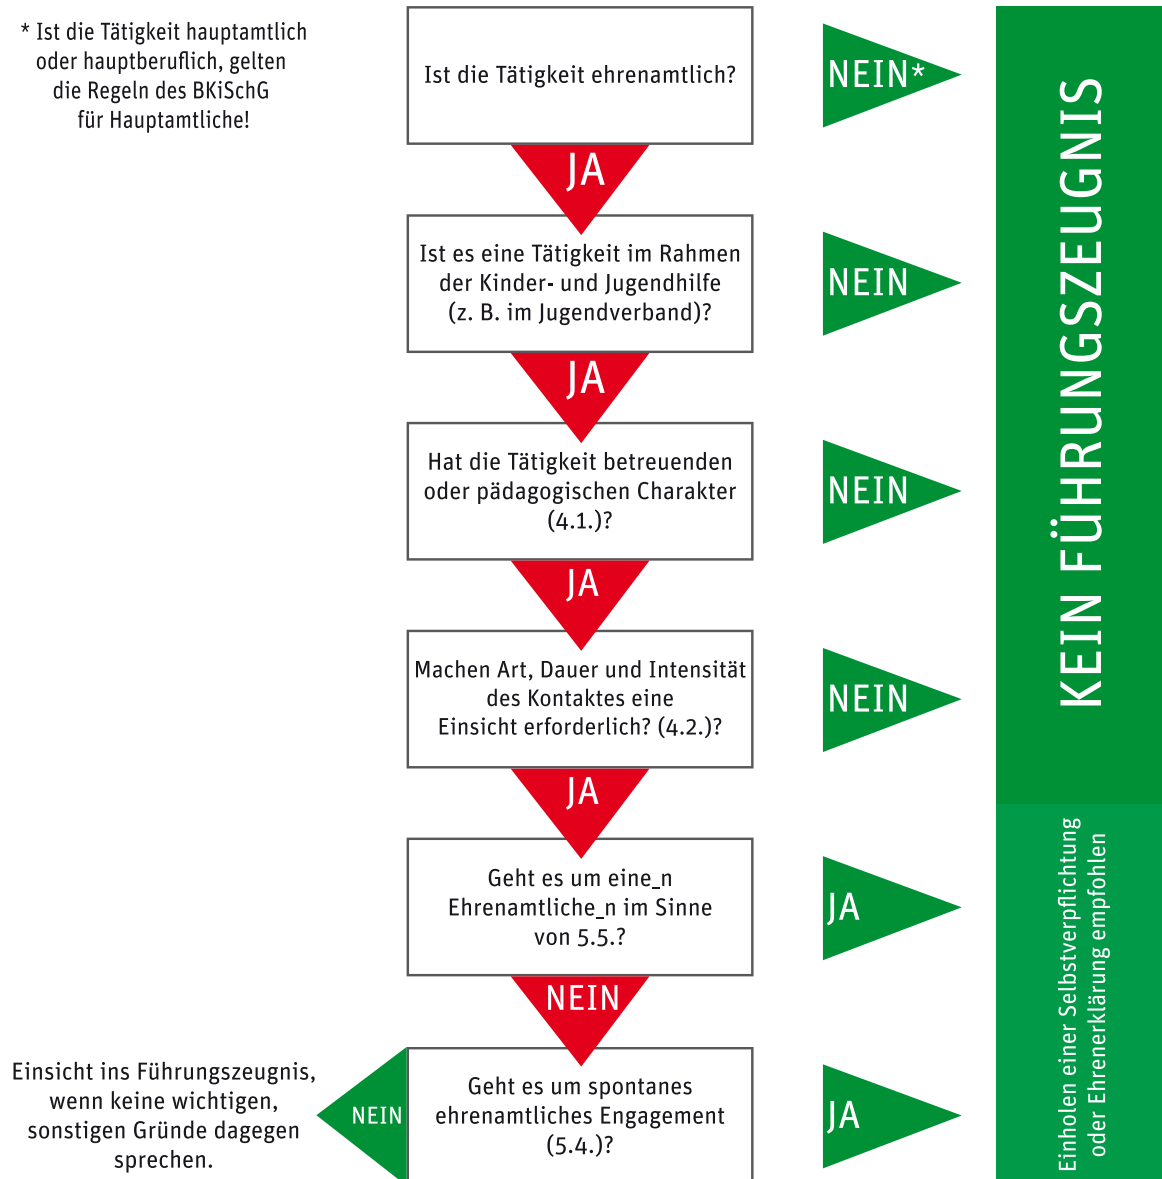 * Ist die Tätigkeit hauptamtlich
oder hauptberuflich, gelten
die Regeln des BKiSchG
für Hauptamtliche!
Ist die Tätigkeit ehrenamtlich?
NEIN*
JA
Ist es eine Tätigkeit im Rahmen
der Kinder- und Jugendhilfe
(z. B. im Jugendverband)?
NEIN
JA
Hat die Tätigkeit betreuenden
oder pädagogischen Charakter
(4.1.)?
NEIN
JA
Machen Art, Dauer und Intensität
des Kontaktes eine
Einsicht erforderlich? (4.2.)?
NEIN
JA
Geht es um eine_n
Ehrenamtliche_n im Sinne
von 5.5.?
JA
NEIN
Geht es um spontanes
ehrenamtliches Engagement
(5.4.)?
JA
NEIN
Einsicht ins Führungszeugnis,
wenn keine wichtigen,
sonstigen Gründe dagegen
sprechen.
KEIN FÜHRUNGSZEUGNIS
Einholen einer Selbstverpflichtung
oder Ehrenerklärung empfohlen